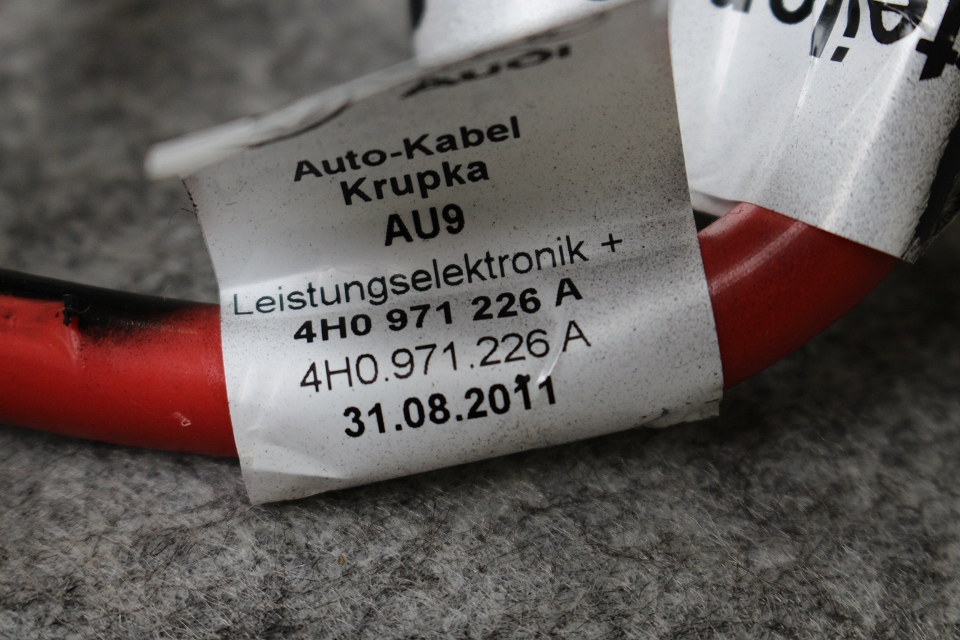 Audi
Auto-Kabel
Krupka
AU9
Leistungselektronik +
4H0 971 226 A
4H0.971.226 A
31.08.2011